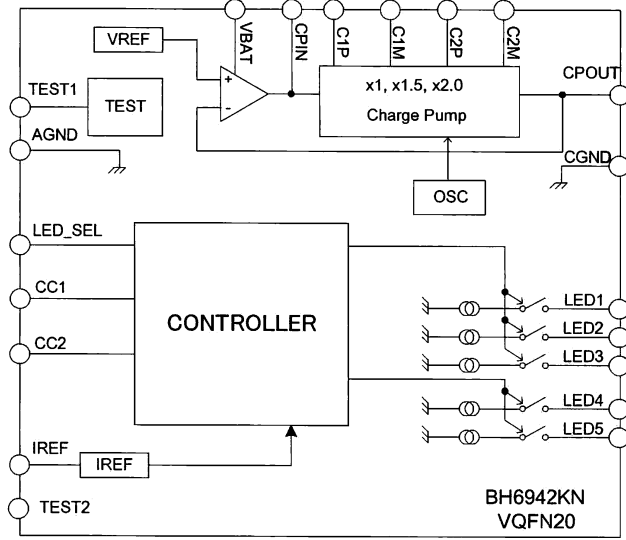 VREF
VBAT
CPIN
C1P
C1M
C2P
C2M
CPOUT
x1, x1.5, x2.0
Charge Pump
+
-
TEST1
TEST
AGND
CGND
OSC
LED_SEL
CC1
CC2
CONTROLLER
LED1
LED2
LED3
LED4
LED5
IREF
IREF
TEST2
BH6942KN
VQFN20